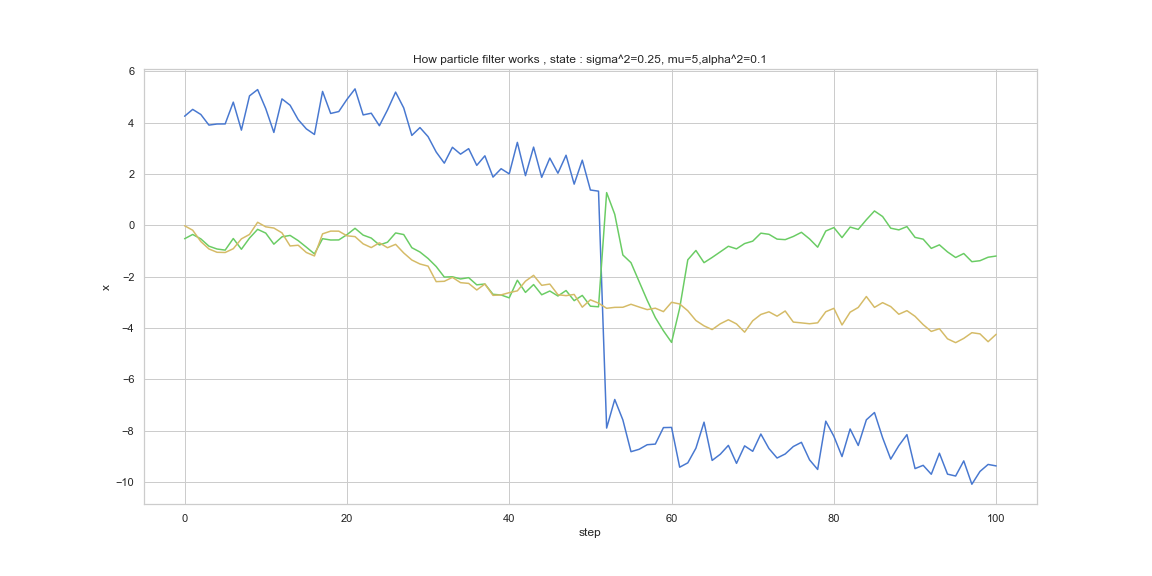 How particle filter works , state : sigma^2=0.25, mu=5,alpha^2=0.1
6
4
2
0
−2
−4
−6
−8
−10
x
0 20 40 60 80 100
step